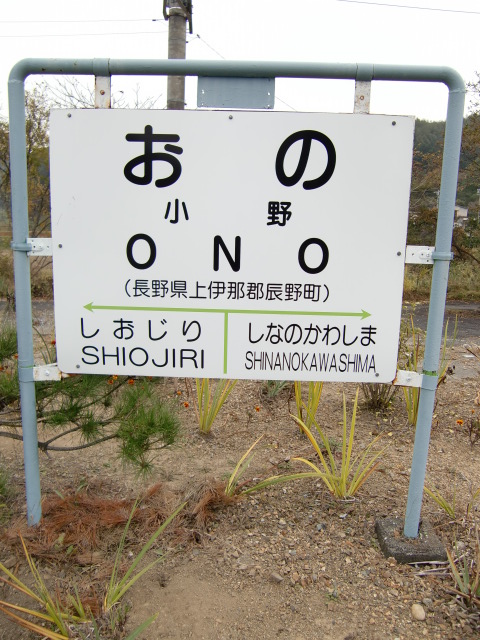 おの
小野
ONO
(長野県上伊那郡辰野町)
しおじり しなのかわしま
SHIOJIRI SHINANOKAWASHIMA